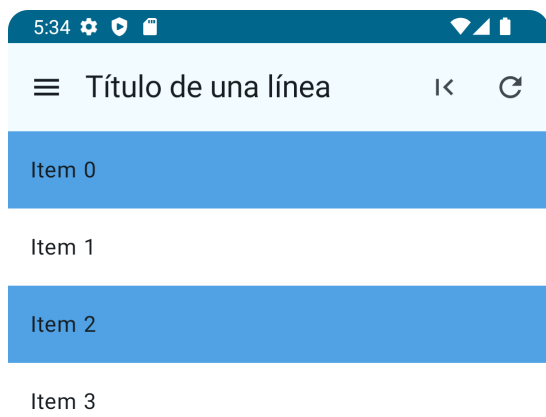 5:34
Título de una línea
Item 0
Item 1
Item 2
Item 3